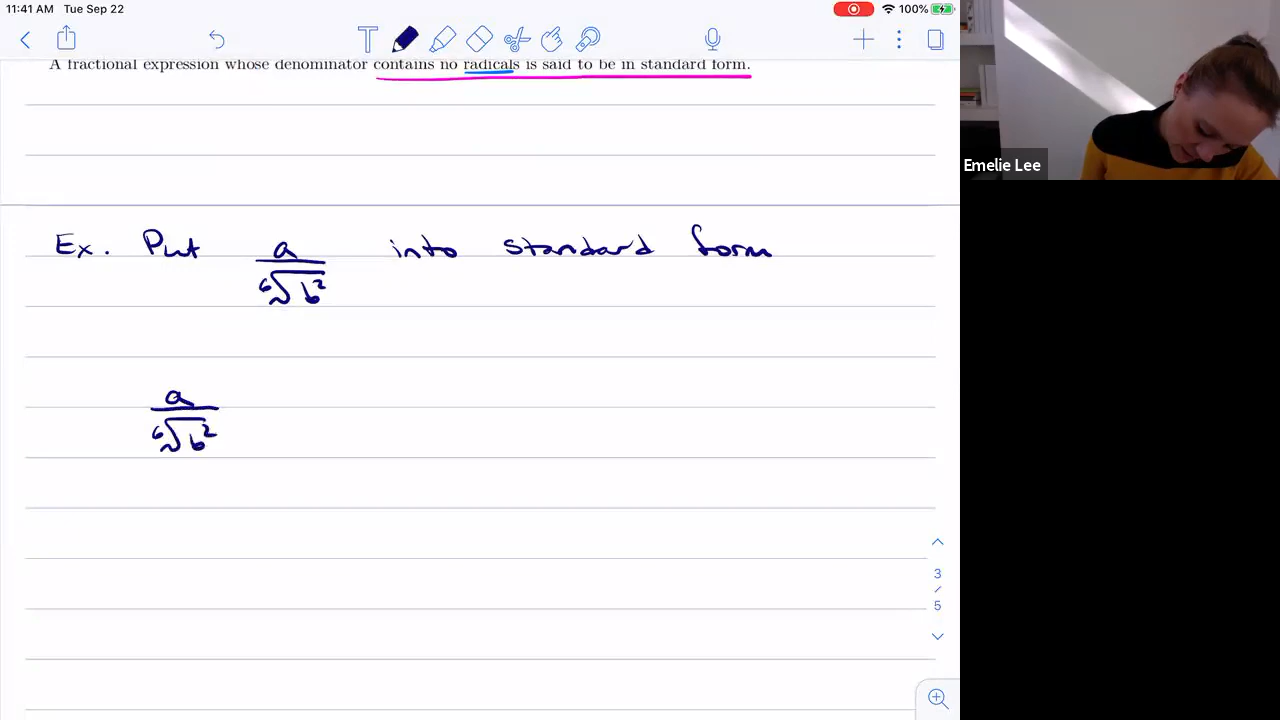 11:41 AM Tue Sep 22
100%
A fractional expression whose denominator contains no radicals is said to be in standard form.
Emelie Lee
Ex. Put a/⁶√b² into standard form
a/⁶√b²
3
/
5